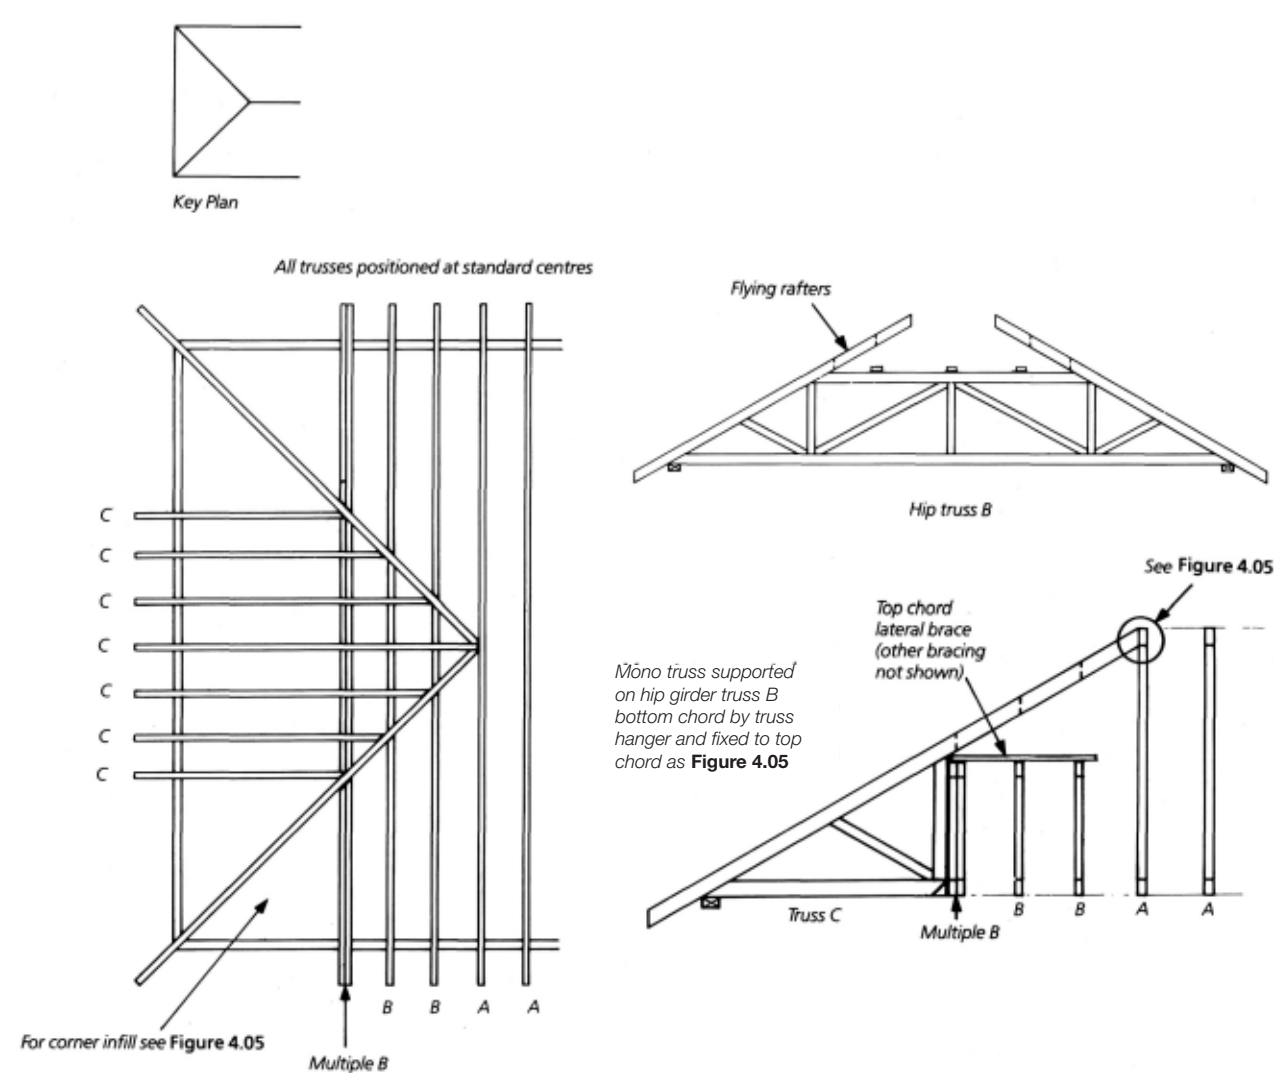 Key Plan
All trusses positioned at standard centres
C
C
C
C
C
C
C
B
B
A
A
For corner infill see Figure 4.05
Multiple B
Flying rafters
Hip truss B
See Figure 4.05
Top chord
lateral brace
(other bracing
not shown)
Mono truss supported
on hip girder truss B
bottom chord by truss
hanger and fixed to top
chord as Figure 4.05
Truss C
Multiple B
B
B
A
A